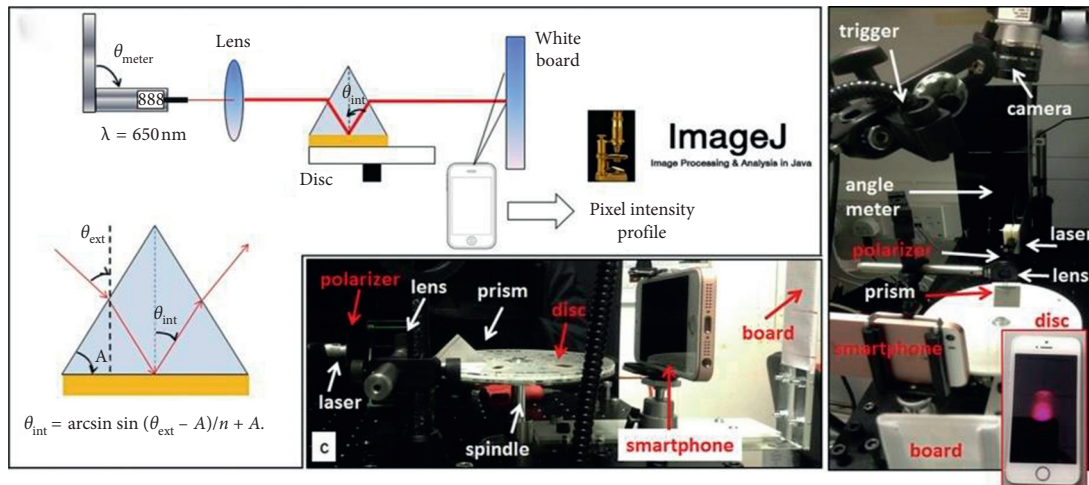 θmeter
888
λ = 650 nm
Lens
θint
Disc
White
board
ImageJ
Image Processing & Analysis in Java
Pixel intensity
profile
θext
θint
A
θint = arcsin sin (θext – A)/n + A.
polarizer
lens
prism
disc
board
laser
spindle
smartphone
c
trigger
camera
angle
meter
laser
polarizer
lens
prism
disc
smartphone
board